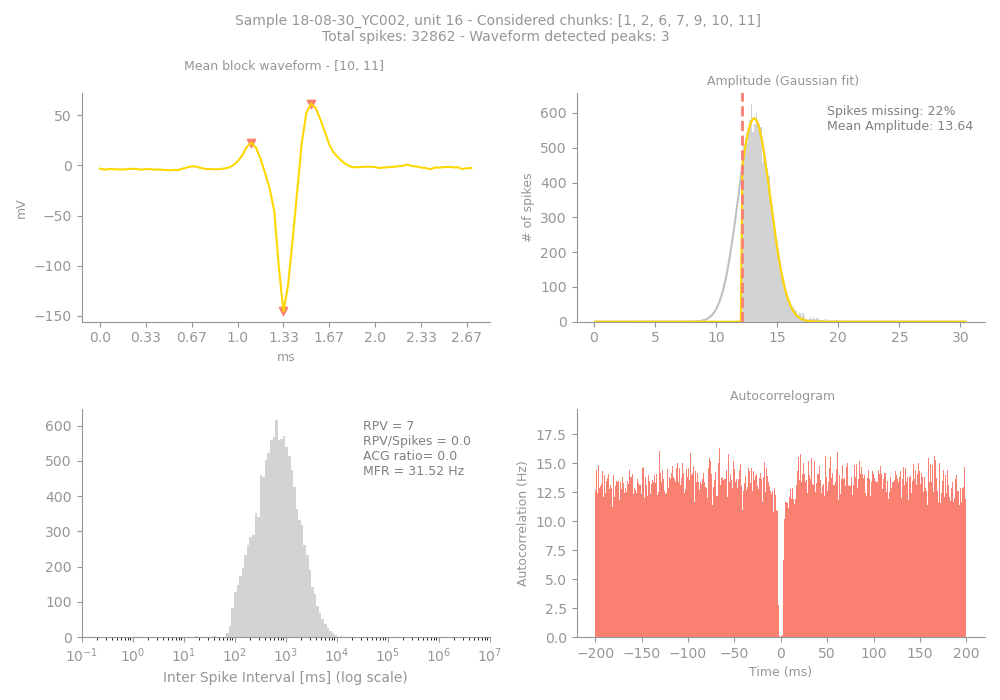 Sample 18-08-30_YC002, unit 16 - Considered chunks: [1, 2, 6, 7, 9, 10, 11]
Total spikes: 32862 - Waveform detected peaks: 3
Mean block waveform - [10, 11]
50
0
−50
−100
−150
mV
0.0 0.33 0.67 1.0 1.33 1.67 2.0 2.33 2.67
ms
Amplitude (Gaussian fit)
Spikes missing: 22%
Mean Amplitude: 13.64
600
500
400
300
200
100
0
# of spikes
0 5 10 15 20 25 30
RPV = 7
RPV/Spikes = 0.0
ACG ratio= 0.0
MFR = 31.52 Hz
600
500
400
300
200
100
0
10⁻¹ 10⁰ 10¹ 10² 10³ 10⁴ 10⁵ 10⁶ 10⁷
Inter Spike Interval [ms] (log scale)
Autocorrelogram
17.5
15.0
12.5
10.0
7.5
5.0
2.5
0.0
Autocorrelation (Hz)
−200 −150 −100 −50 0 50 100 150 200
Time (ms)